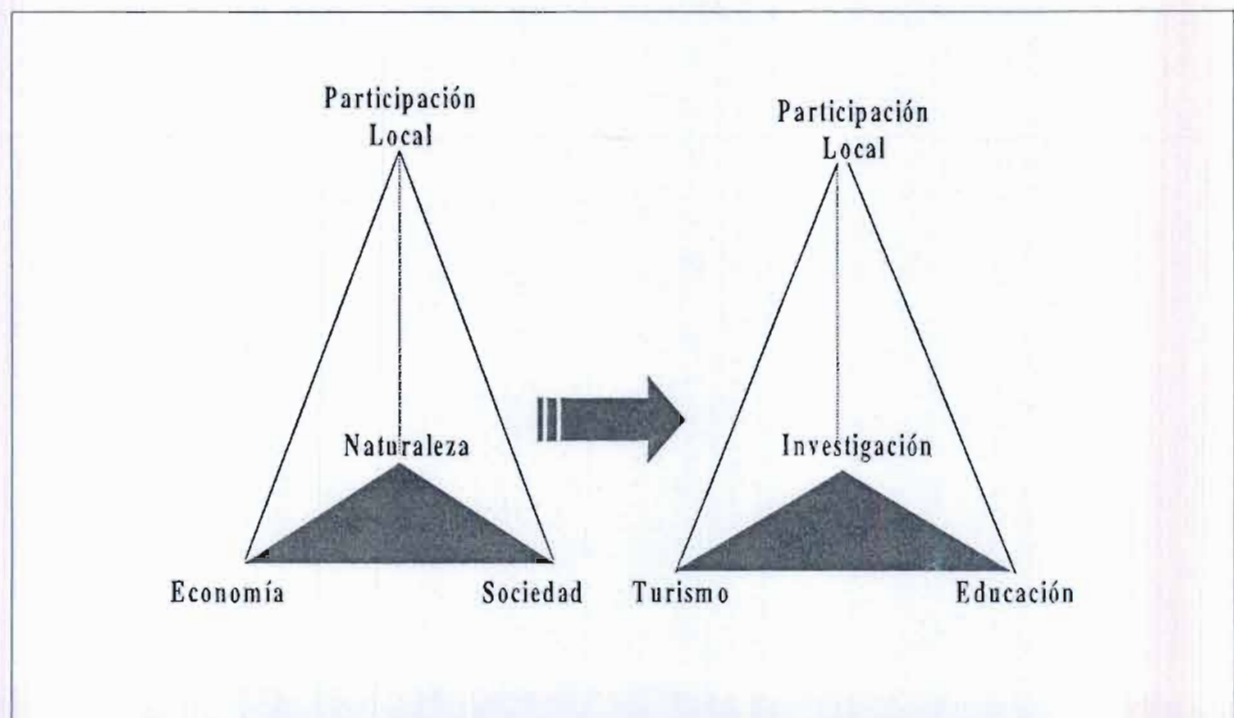 Participación
Local
Naturaleza
Economía
Sociedad
Participación
Local
Investigación
Turismo
Educación